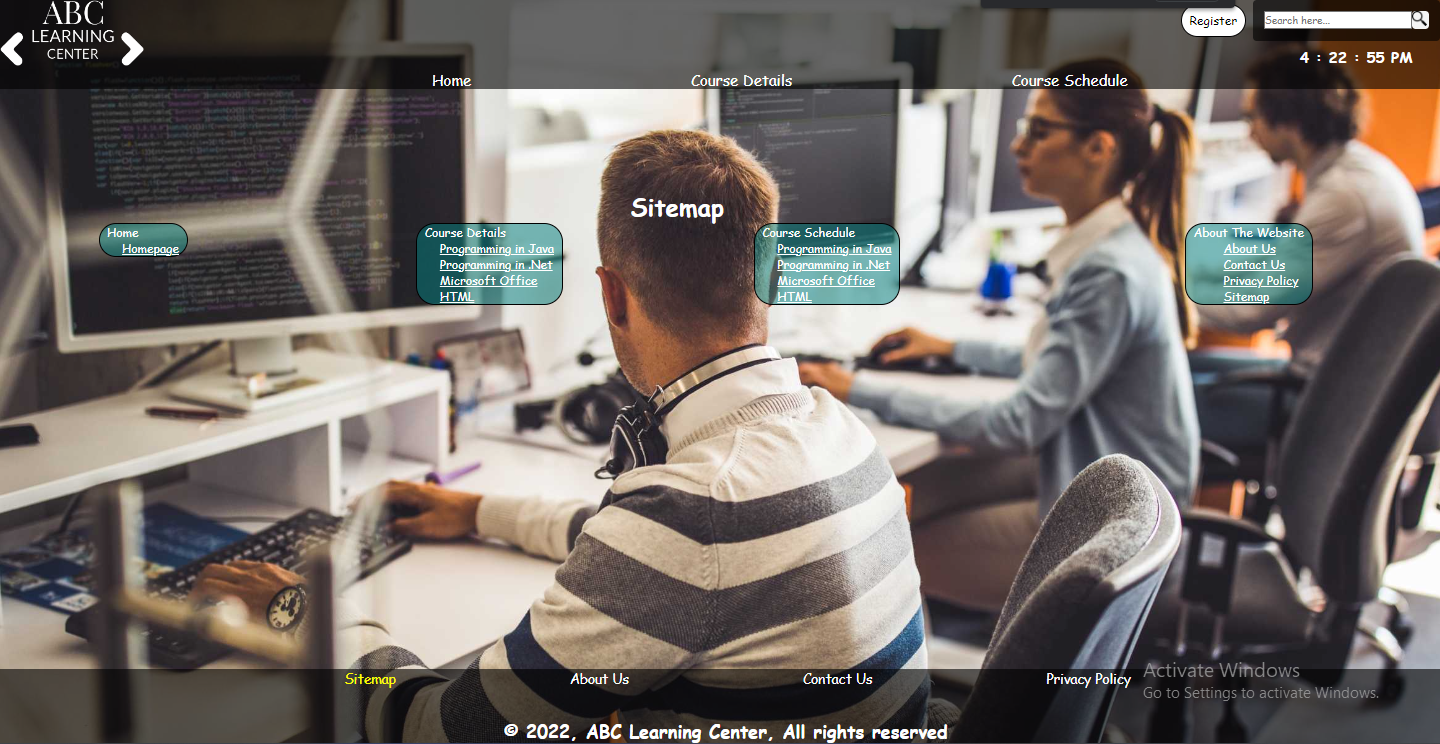 ABC
LEARNING
CENTER
Register
Search here...
4 : 22 : 55 PM
Home
Course Details
Course Schedule
Sitemap
Home
Homepage
Course Details
Programming in Java
Programming in .Net
Microsoft Office
HTML
Course Schedule
Programming in Java
Programming in .Net
Microsoft Office
HTML
About The Website
About Us
Contact Us
Privacy Policy
Sitemap
Sitemap
About Us
Contact Us
Privacy Policy
Activate Windows
Go to Settings to activate Windows.
© 2022, ABC Learning Center, All rights reserved